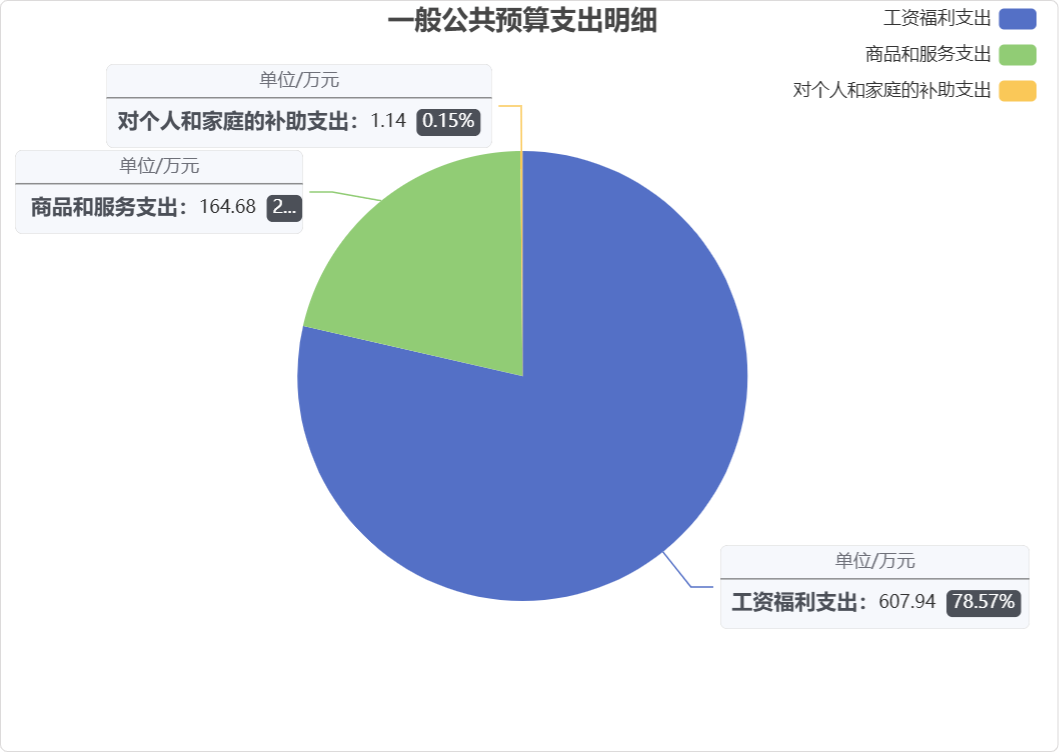 一般公共预算支出明细
工资福利支出
商品和服务支出
对个人和家庭的补助支出
单位/万元
对个人和家庭的补助支出：1.14 0.15%
单位/万元
商品和服务支出：164.68 2...
单位/万元
工资福利支出：607.94 78.57%